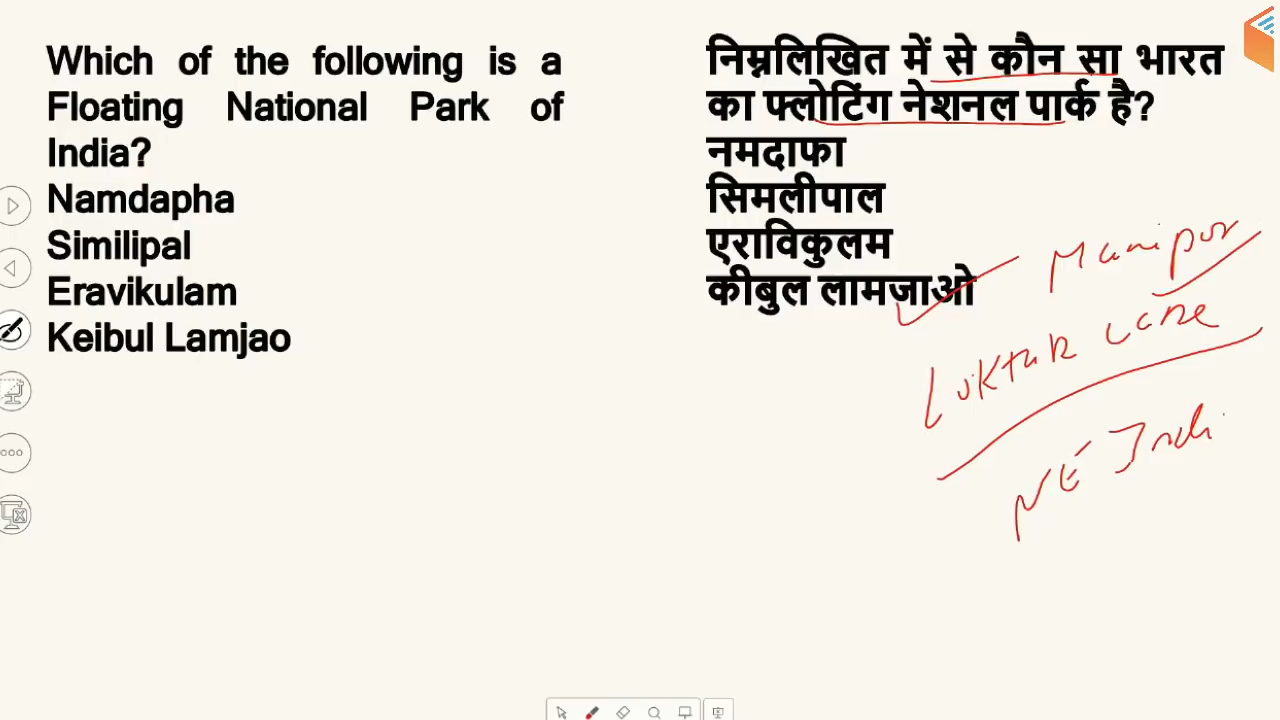 Which of the following is a
Floating National Park of
India?
Namdapha
Similipal
Eravikulam
Keibul Lamjao
निम्नलिखित में से कौन सा भारत
का फ्लोटिंग नेशनल पार्क है?
नमदाफा
सिमलीपाल
एराविकुलम
कीबुल लामजाओ
Manipur
Loktak Lake
NE Indi